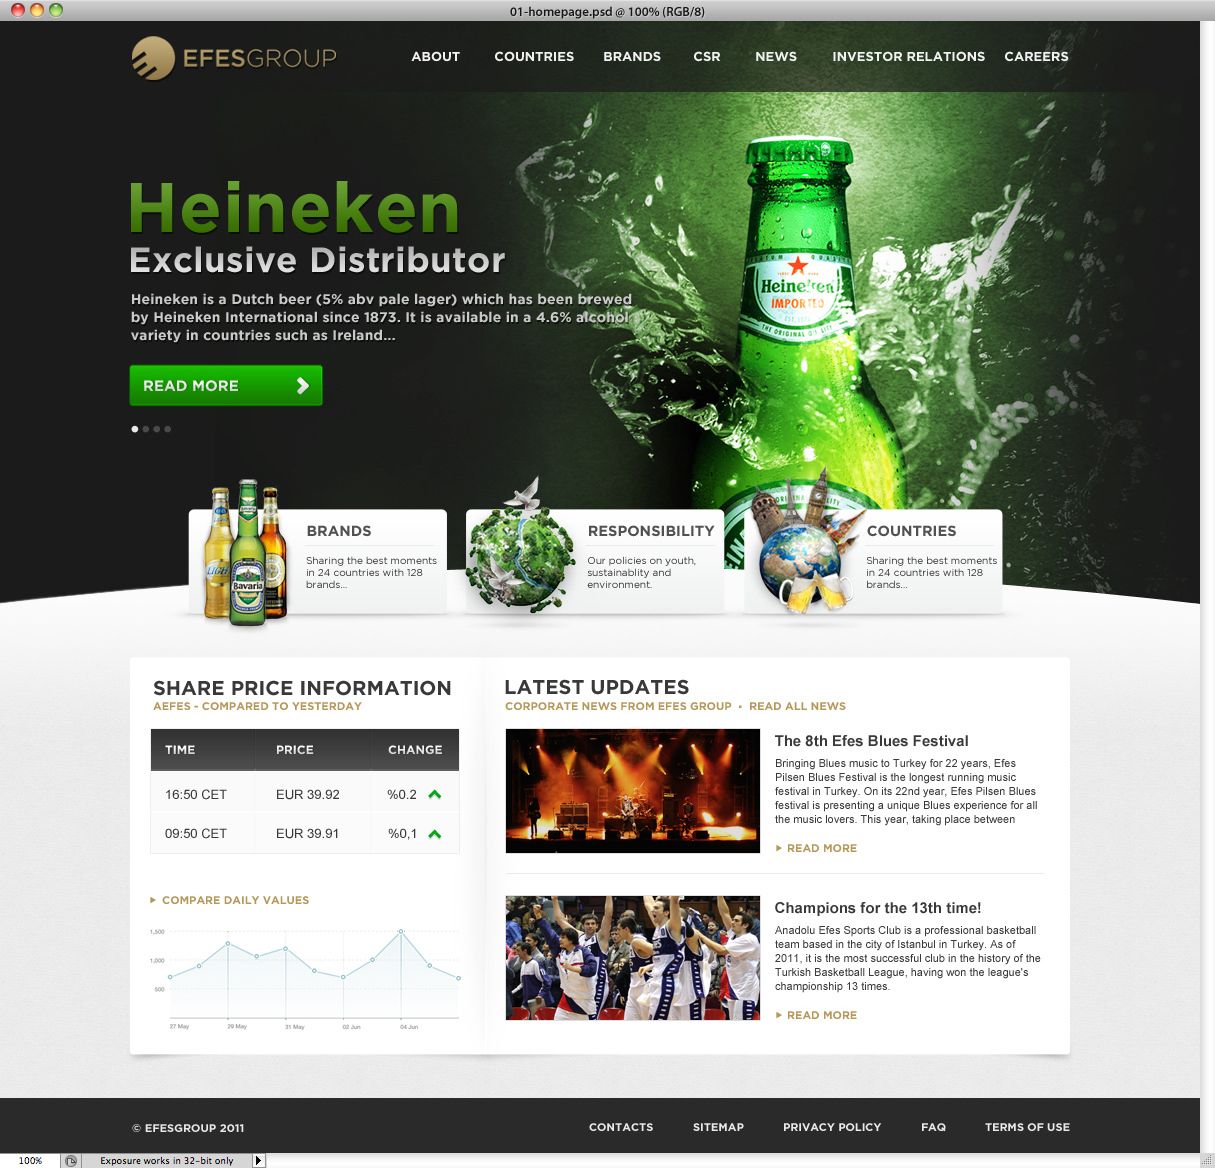 01-homepage.psd @ 100% (RGB/8)
EFESGROUP
ABOUT COUNTRIES BRANDS CSR NEWS INVESTOR RELATIONS CAREERS
Heineken
Exclusive Distributor
Heineken is a Dutch beer (5% abv pale lager) which has been brewed
by Heineken International since 1873. It is available in a 4.6% alcohol
variety in countries such as Ireland...
READ MORE
Heineken
IMPORTED
BRANDS
Sharing the best moments
in 24 countries with 128
brands...
LIGHT
Bavaria
RESPONSIBILITY
Our policies on youth,
sustainablity and
environment.
COUNTRIES
Sharing the best moments
in 24 countries with 128
brands...
SHARE PRICE INFORMATION
AEFES - COMPARED TO YESTERDAY
TIME PRICE CHANGE
16:50 CET EUR 39.92 %0.2
09:50 CET EUR 39.91 %0,1
COMPARE DAILY VALUES
1,500
1,000
500
27 May 29 May 31 May 02 Jun 04 Jun
LATEST UPDATES
CORPORATE NEWS FROM EFES GROUP • READ ALL NEWS
The 8th Efes Blues Festival
Bringing Blues music to Turkey for 22 years, Efes
Pilsen Blues Festival is the longest running music
festival in Turkey. On its 22nd year, Efes Pilsen Blues
festival is presenting a unique Blues experience for all
the music lovers. This year, taking place between
READ MORE
Champions for the 13th time!
Anadolu Efes Sports Club is a professional basketball
team based in the city of Istanbul in Turkey. As of
2011, it is the most successful club in the history of the
Turkish Basketball League, having won the league's
championship 13 times.
READ MORE
© EFESGROUP 2011
CONTACTS SITEMAP PRIVACY POLICY FAQ TERMS OF USE
100% Exposure works in 32-bit only